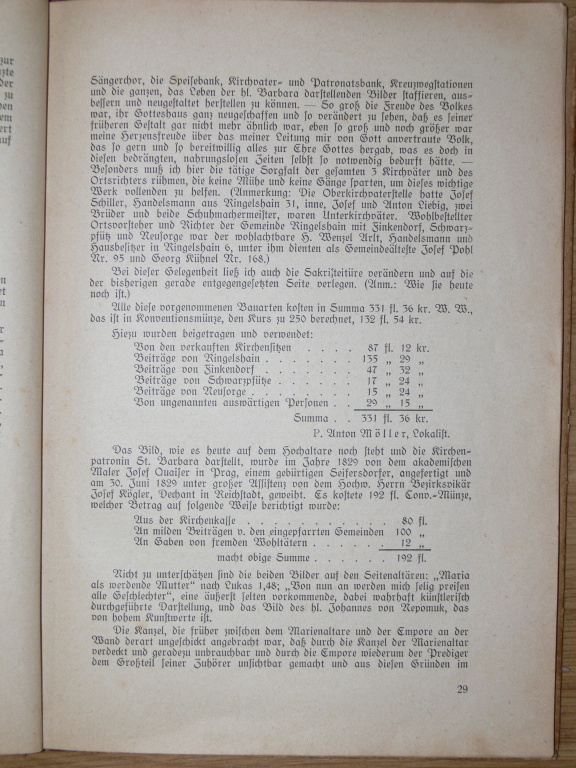 Sängerchor, die Speisebank, Kirchvater- und Patronatsbank, Kreuzwegstationen
und die ganzen, das Leben der hl. Barbara darstellenden Bilder staffieren, aus-
bessern und neugestaltet herstellen zu können. — So groß die Freude des Volkes
war, ihr Gotteshaus ganz neugeschaffen und so verändert zu sehen, daß es seiner
früheren Gestalt gar nicht mehr ähnlich war, eben so groß und noch größer war
meine Herzensfreude über das meiner Leitung mir von Gott anvertraute Volk,
das so gern und so bereitwillig alles zur Ehre Gottes hergab, was es doch in
diesen bedrängten, nahrungslosen Zeiten selbst so notwendig bedurft hätte. —
Besonders muß ich hier die tätige Sorgfalt der gesamten 3 Kirchväter und des
Ortsrichters rühmen, die keine Mühe und keine Gänge sparten, um dieses wichtige
Werk vollenden zu helfen. (Anmerkung: Die Oberkirchvaterstelle hatte Josef
Schiller, Handelsmann aus Ringelshain 31, inne, Josef und Anton Liebig, zwei
Brüder und beide Schuhmachermeister, waren Unterkirchväter. Wohlbestellter
Ortsvorsteher und Richter der Gemeinde Ringelshain mit Finkendorf, Schwarz-
pfütz und Neusorge war der wohlachtbare H. Wenzel Arlt, Handelsmann und
Hausbesitzer in Ringelshain 6, unter ihm dienten als Gemeindeälteste Josef Pohl
Nr. 95 und Georg Kühnel Nr. 168.)
Bei dieser Gelegenheit ließ ich auch die Sakristeitüre verändern und auf die
der bisherigen gerade entgegengesetzten Seite verlegen. (Anm.: Wie sie heute
noch ist.)
Alle diese vorgenommenen Bauarten kosten in Summa 331 fl. 36 kr. W. W.,
das ist in Konventionsmünze, den Kurs zu 250 berechnet, 132 fl. 54 kr.
Hiezu wurden beigetragen und verwendet:
Von den verkauften Kirchensitzen . . . . 87 fl. 12 kr.
Beiträge von Ringelshain . . . . . . . 135 „ 29 „
Beiträge von Finkendorf . . . . . . . 47 „ 32 „
Beiträge von Schwarzpfütze . . . . . . 17 „ 24 „
Beiträge von Neusorge . . . . . . . . 15 „ 24 „
Von ungenannten auswärtigen Personen . . 29 „ 15 „
Summa . . 331 fl. 36 kr.
P. Anton Möller, Lokalist.
Das Bild, wie es heute auf dem Hochaltare noch steht und die Kirchen-
patronin St. Barbara darstellt, wurde im Jahre 1829 von dem akademischen
Maler Josef Quaiser in Prag, einem gebürtigen Seifersdorfer, angefertigt und
am 30. Juni 1829 unter großer Assistenz von dem Hochw. Herrn Bezirksvikär
Josef Kögler, Dechant in Reichstadt, geweiht. Es kostete 192 fl. Conv.-Münze,
welcher Betrag auf folgende Weise berichtigt wurde:
Aus der Kirchenkasse . . . . . . . . . . . 80 fl.
An milden Beiträgen v. den eingepfarrten Gemeinden 100 „
An Gaben von fremden Wohltätern . . . . . . 12 „
macht obige Summe . . . . . . 192 fl.
Nicht zu unterschätzen sind die beiden Bilder auf den Seitenaltären: „Maria
als werdende Mutter“ nach Lukas 1,48; „Von nun an werden mich selig preisen
alle Geschlechter“, eine äußerst selten vorkommende, dabei wahrhaft künstlerisch
durchgeführte Darstellung, und das Bild des hl. Johannes von Nepomuk, das
von hohem Kunstwerte ist.
Die Kanzel, die früher zwischen dem Marienaltare und der Empore an der
Wand derart ungeschickt angebracht war, daß durch die Kanzel der Marienaltar
verdeckt und geradezu unbrauchbar und durch die Empore wiederum der Prediger
dem Großteil seiner Zuhörer unsichtbar gemacht und aus diesen Gründen im
29